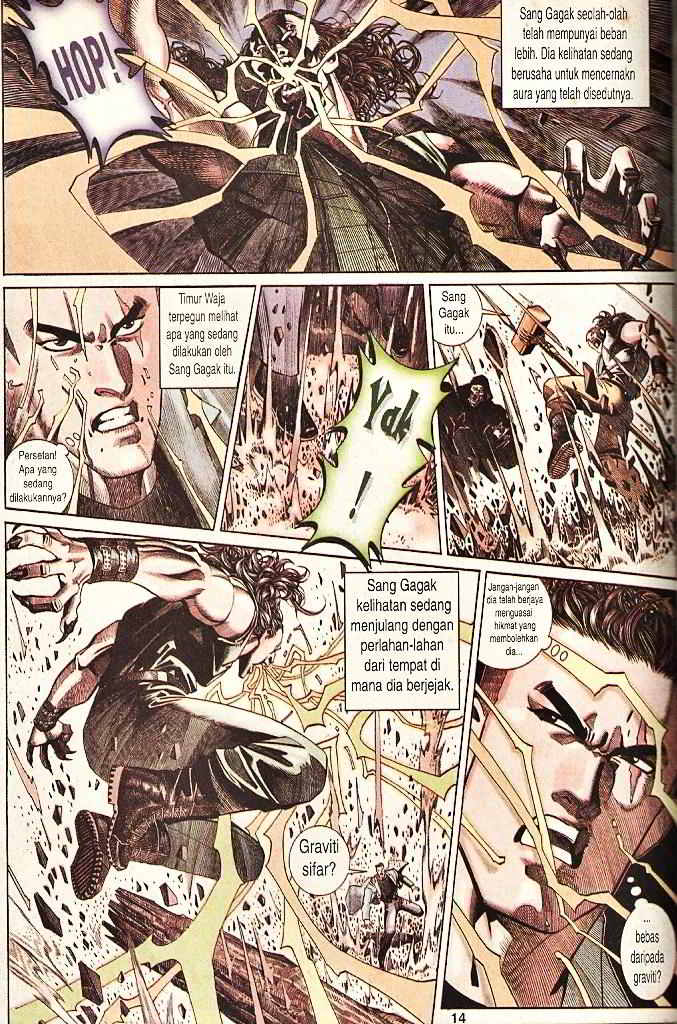 HOP!
Sang Gagak seolah-olah
telah mempunyai beban
lebih. Dia kelihatan sedang
berusaha untuk mencernakn
aura yang telah disedutnya.
Timur Waja
terpegun melihat
apa yang sedang
dilakukan oleh
Sang Gagak itu.
Persetan!
Apa yang
sedang
dilakukannya?
Yak
!
Sang
Gagak
itu...
Sang Gagak
kelihatan sedang
menjulang dengan
perlahan-lahan
dari tempat di
mana dia berjejak.
Graviti
sifar?
Jangan-jangan
dia telah berjaya
menguasai
hikmat yang
membolehkan
dia...
...
bebas
daripada
graviti?
14